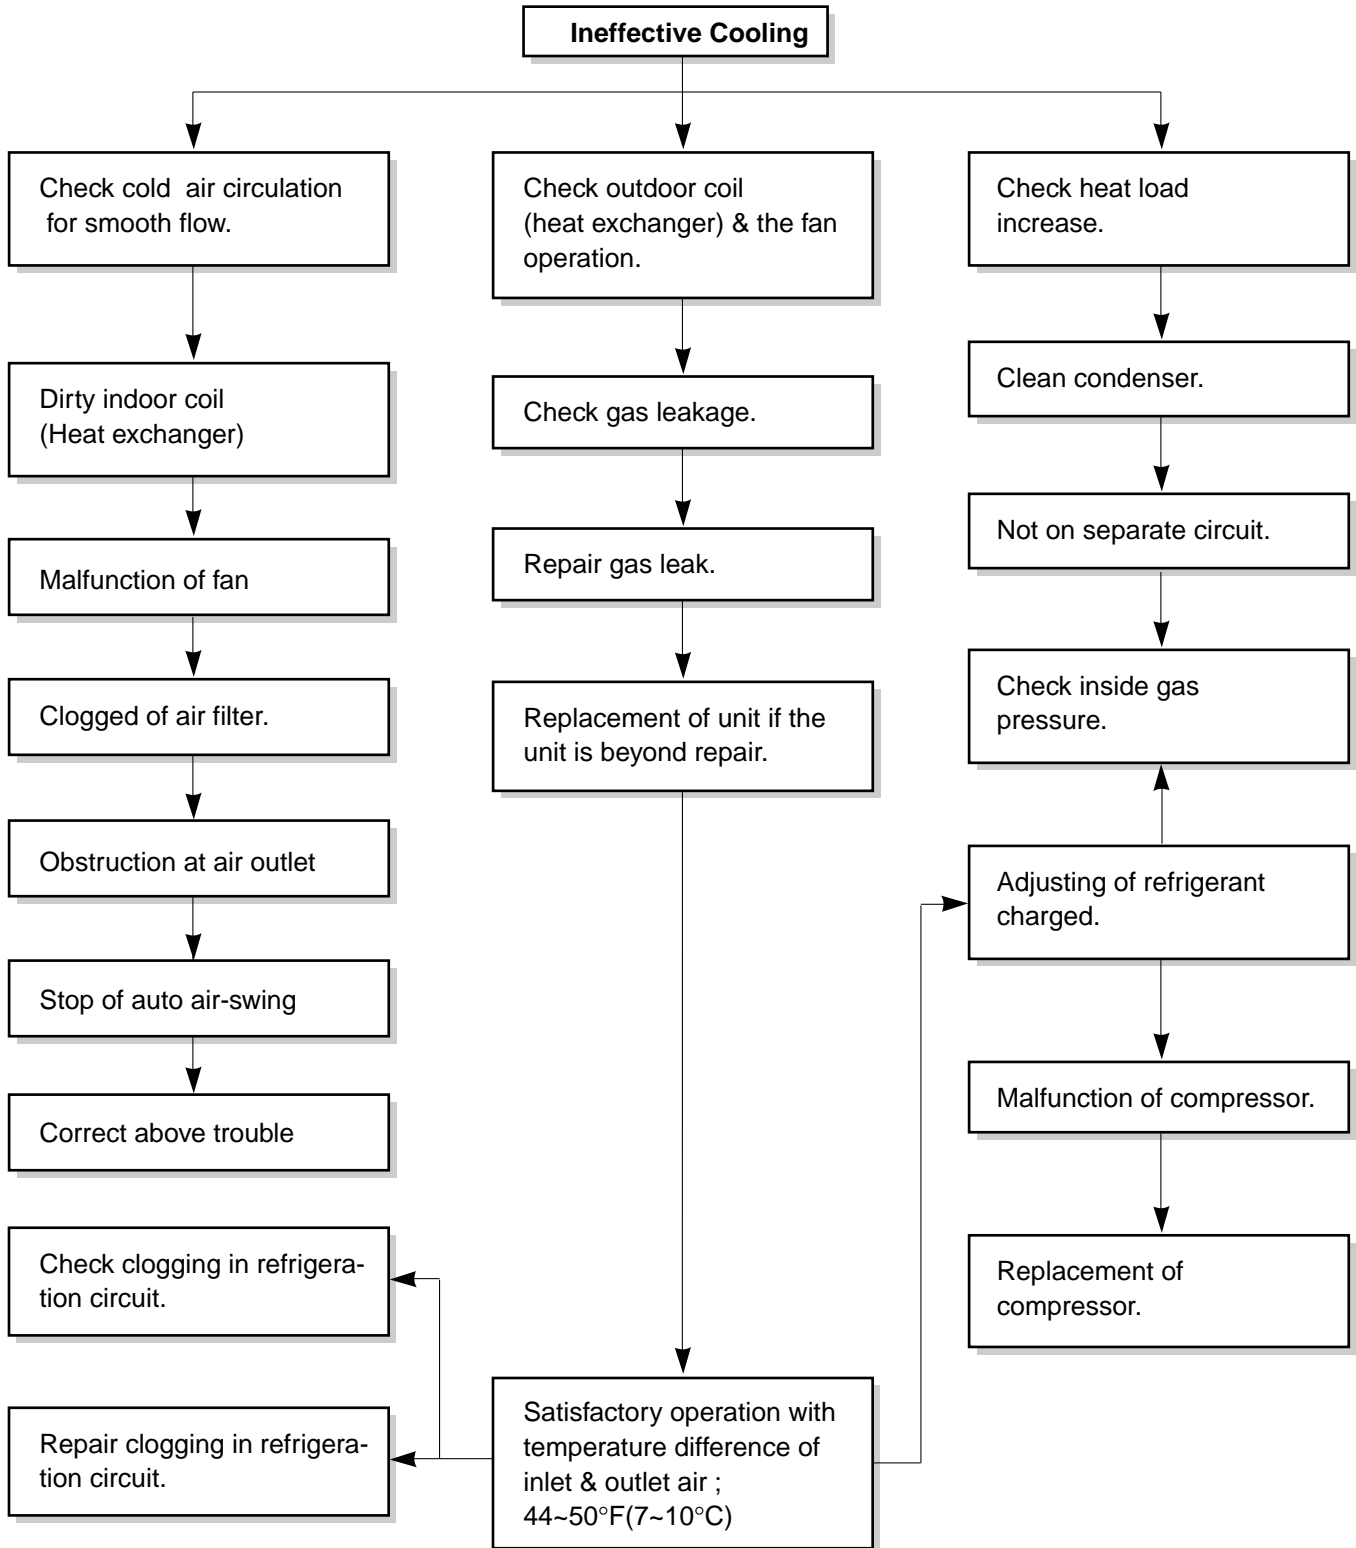 Ineffective Cooling
Check cold air circulation
for smooth flow.
Dirty indoor coil
(Heat exchanger)
Malfunction of fan
Clogged of air filter.
Obstruction at air outlet
Stop of auto air-swing
Correct above trouble
Check clogging in refrigera-
tion circuit.
Repair clogging in refrigera-
tion circuit.
Check outdoor coil
(heat exchanger) & the fan
operation.
Check gas leakage.
Repair gas leak.
Replacement of unit if the
unit is beyond repair.
Satisfactory operation with
temperature difference of
inlet & outlet air ;
44~50°F(7~10°C)
Check heat load
increase.
Clean condenser.
Not on separate circuit.
Check inside gas
pressure.
Adjusting of refrigerant
charged.
Malfunction of compressor.
Replacement of
compressor.